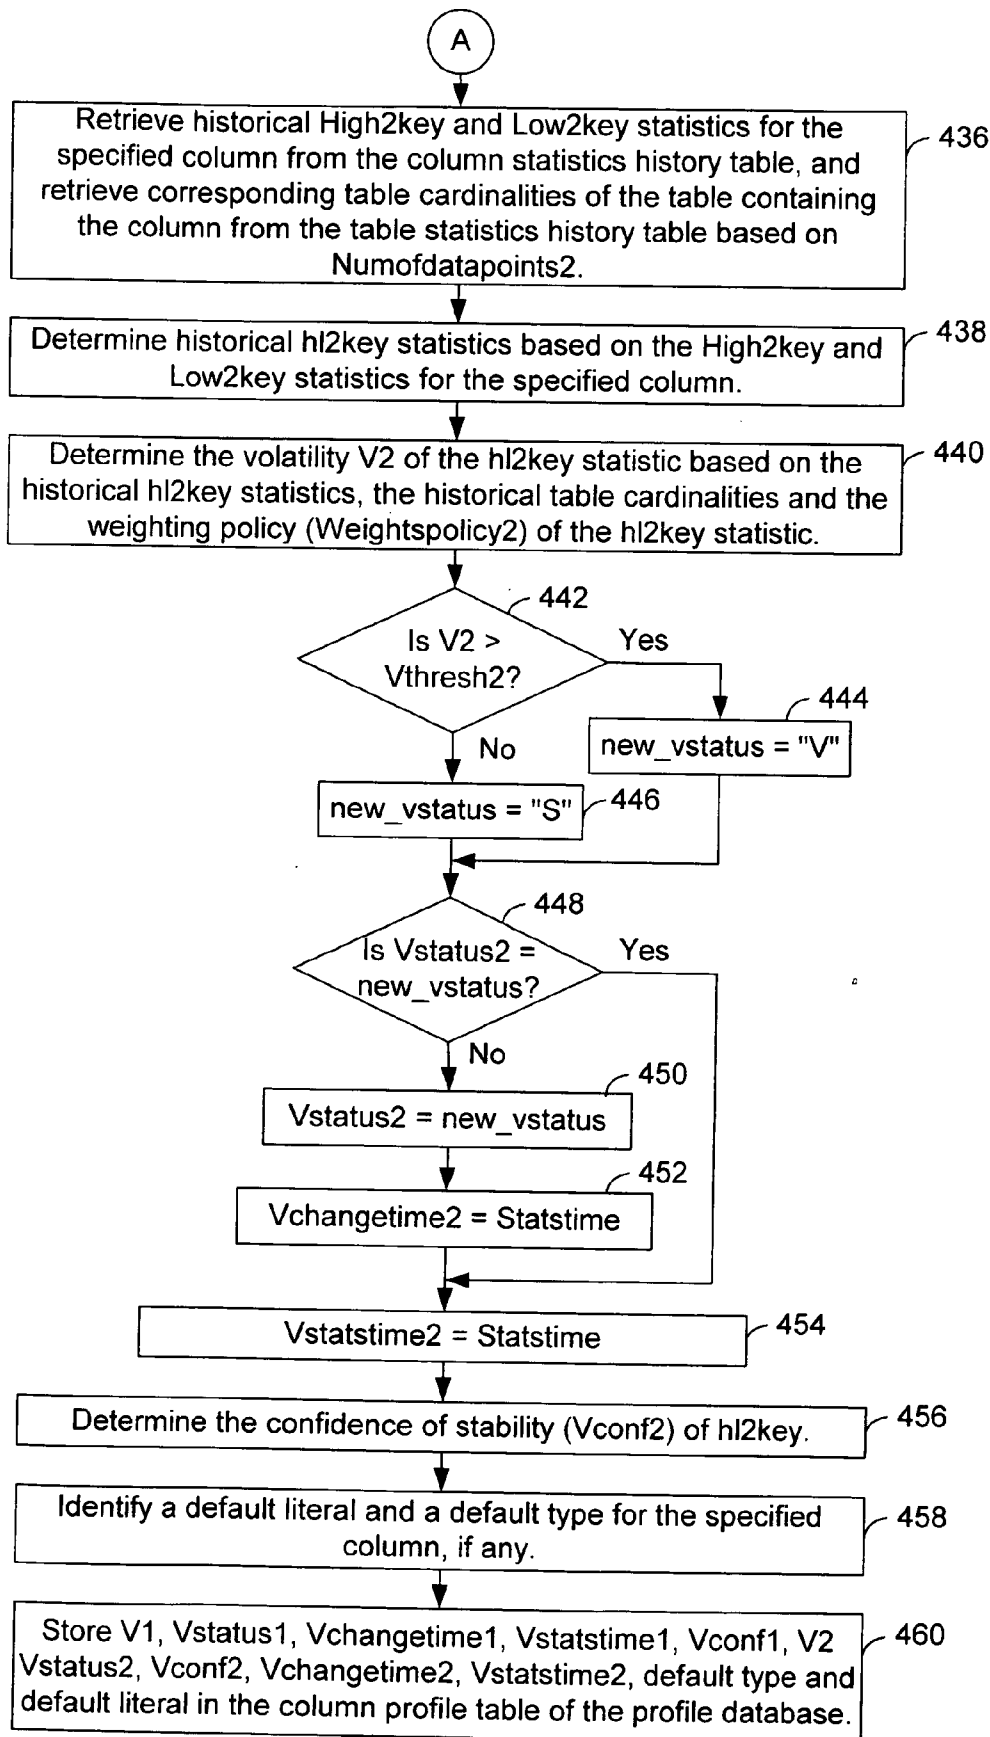 A
Retrieve historical High2key and Low2key statistics for the
specified column from the column statistics history table, and
retrieve corresponding table cardinalities of the table containing
the column from the table statistics history table based on
Numofdatapoints2.
436
Determine historical hl2key statistics based on the High2key and
Low2key statistics for the specified column.
438
Determine the volatility V2 of the hl2key statistic based on the
historical hl2key statistics, the historical table cardinalities and the
weighting policy (Weightspolicy2) of the hl2key statistic.
440
442
Is V2 >
Vthresh2?
Yes
444
new_vstatus = "V"
No
new_vstatus = "S"
446
448
Is Vstatus2 =
new_vstatus?
Yes
No
450
Vstatus2 = new_vstatus
452
Vchangetime2 = Statstime
Vstatstime2 = Statstime
454
Determine the confidence of stability (Vconf2) of hl2key.
456
Identify a default literal and a default type for the specified
column, if any.
458
Store V1, Vstatus1, Vchangetime1, Vstatstime1, Vconf1, V2
Vstatus2, Vconf2, Vchangetime2, Vstatstime2, default type and
default literal in the column profile table of the profile database.
460